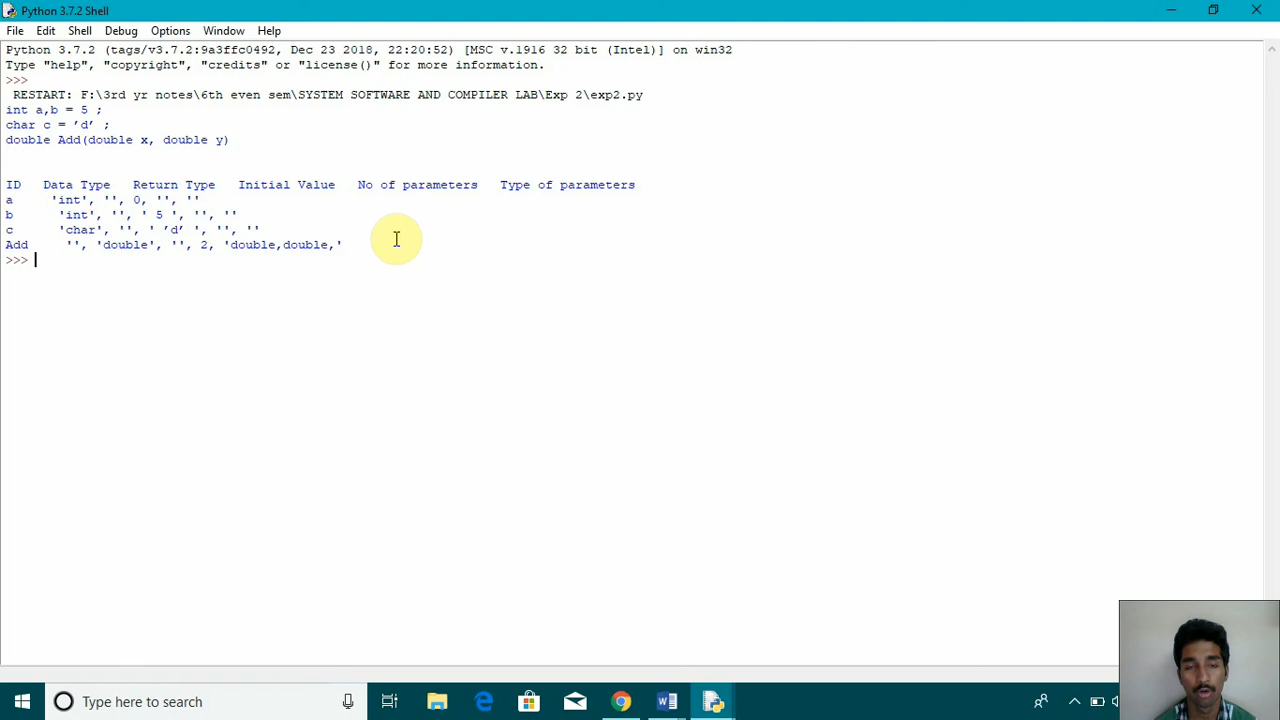 Python 3.7.2 Shell
File Edit Shell Debug Options Window Help
Python 3.7.2 (tags/v3.7.2:9a3ffc0492, Dec 23 2018, 22:20:52) [MSC v.1916 32 bit (Intel)] on win32
Type "help", "copyright", "credits" or "license()" for more information.
>>>
RESTART: F:\3rd yr notes\6th even sem\SYSTEM SOFTWARE AND COMPILER LAB\Exp 2\exp2.py
int a,b = 5 ;
char c = ’d’ ;
double Add(double x, double y)
ID Data Type Return Type Initial Value No of parameters Type of parameters
a 'int', '', 0, '', ''
b 'int', '', ' 5 ', '', ''
c 'char', '', ' ’d’ ', '', ''
Add '', 'double', '', 2, 'double,double,'
>>>
Type here to search